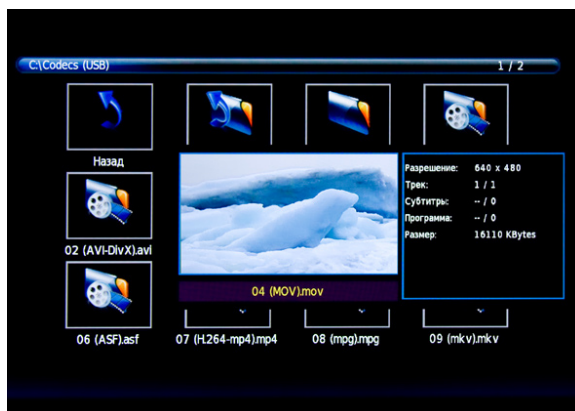 C:\Codecs (USB) 1 / 2
Назад
Разрешение: 640 x 480
Трек: 1 / 1
Субтитры: -- / 0
Программа: -- / 0
Размер: 16110 KBytes
02 (AVI-DivX).avi
04 (MOV).mov
06 (ASF).asf 07 (H.264-mp4).mp4 08 (mpg).mpg 09 (mkv).mkv